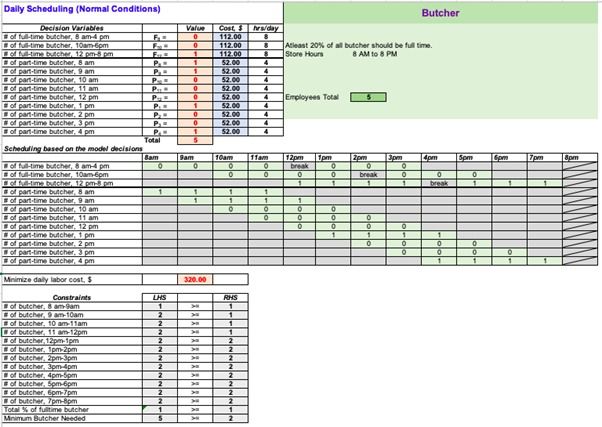 Daily Scheduling (Normal Conditions)
Butcher
Decision Variables Value Cost, $ hrs/day
# of full-time butcher, 8 am-4 pm F₈ = 0 112.00 8
# of full-time butcher, 10am-6pm F₁₀ = 0 112.00 8 Atleast 20% of all butcher should be full time.
# of full-time butcher, 12 pm-8 pm F₁₂ = 1 112.00 8 Store Hours 8 AM to 8 PM
# of part-time butcher, 8 am P₈ = 1 52.00 4
# of part-time butcher, 9 am P₉ = 1 52.00 4
# of part-time butcher, 10 am P₁₀ = 0 52.00 4
# of part-time butcher, 11 am P₁₁ = 0 52.00 4
# of part-time butcher, 12 pm P₁₂ = 0 52.00 4 Employees Total 5
# of part-time butcher, 1 pm P₁ = 1 52.00 4
# of part-time butcher, 2 pm P₂ = 0 52.00 4
# of part-time butcher, 3 pm P₃ = 0 52.00 4
# of part-time butcher, 4 pm P₄ = 1 52.00 4
Total 5
Scheduling based on the model decisions
8am 9am 10am 11am 12pm 1pm 2pm 3pm 4pm 5pm 6pm 7pm 8pm
# of full-time butcher, 8 am-4 pm 0 0 0 0 break 0 0 0
# of full-time butcher, 10am-6pm 0 0 0 0 break 0 0 0
# of full-time butcher, 12 pm-8 pm 1 1 1 1 break 1 1 1
# of part-time butcher, 8 am 1 1 1 1
# of part-time butcher, 9 am 1 1 1 1
# of part-time butcher, 10 am 0 0 0 0
# of part-time butcher, 11 am 0 0 0 0
# of part-time butcher, 12 pm 0 0 0 0
# of part-time butcher, 1 pm 1 1 1 1
# of part-time butcher, 2 pm 0 0 0 0
# of part-time butcher, 3 pm 0 0 0 0
# of part-time butcher, 4 pm 1 1 1 1
Minimize daily labor cost, $ 320.00
Constraints LHS RHS
# of butcher, 8 am-9am 1 >= 1
# of butcher, 9 am-10am 2 >= 1
# of butcher, 10 am-11am 2 >= 1
# of butcher, 11 am-12pm 2 >= 1
# of butcher,12pm-1pm 2 >= 2
# of butcher, 1pm-2pm 2 >= 2
# of butcher, 2pm-3pm 2 >= 2
# of butcher, 3pm-4pm 2 >= 2
# of butcher, 4pm-5pm 2 >= 2
# of butcher, 5pm-6pm 2 >= 2
# of butcher, 6pm-7pm 2 >= 2
# of butcher, 7pm-8pm 2 >= 2
Total % of fulltime butcher 1 >= 1
Minimum Butcher Needed 5 >= 2